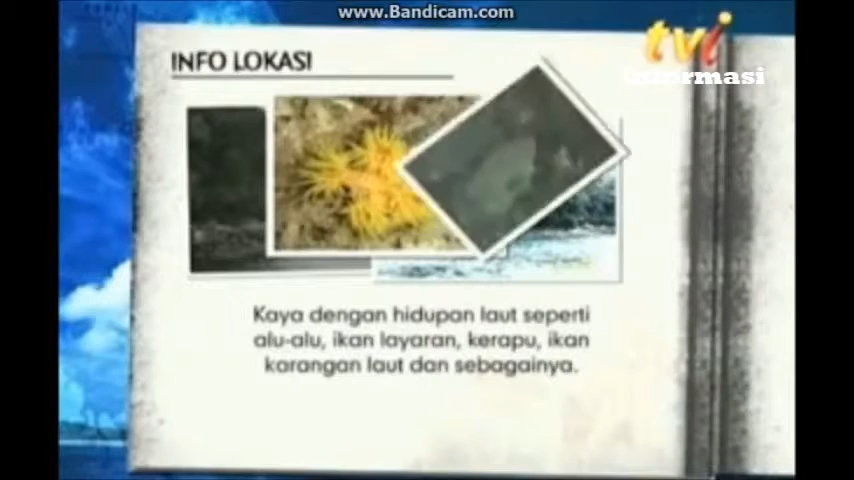 www.Bandicam.com
tvi
informasi
INFO LOKASI
Kaya dengan hidupan laut seperti
alu-alu, ikan layaran, kerapu, ikan
karangan laut dan sebagainya.